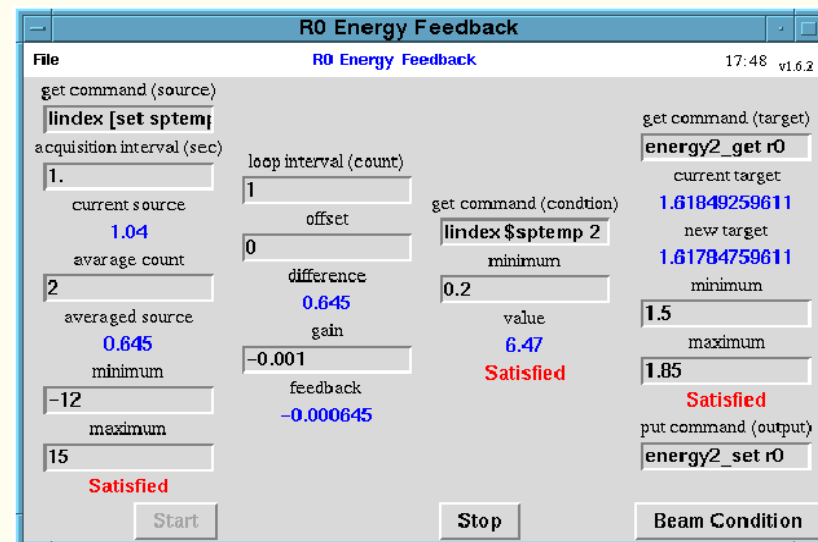 R0 Energy Feedback
File R0 Energy Feedback 17:48 v1.6.2
get command (source)
lindex [set sptemp
acquisition interval (sec)
1.
current source
1.04
avarage count
2
averaged source
0.645
minimum
-12
maximum
15
Satisfied
loop interval (count)
1
offset
0
difference
0.645
gain
-0.001
feedback
-0.000645
get command (condtion)
lindex $sptemp 2
minimum
0.2
value
6.47
Satisfied
get command (target)
energy2_get r0
current target
1.61849259611
new target
1.61784759611
minimum
1.5
maximum
1.85
Satisfied
put command (output)
energy2_set r0
Start Stop Beam Condition